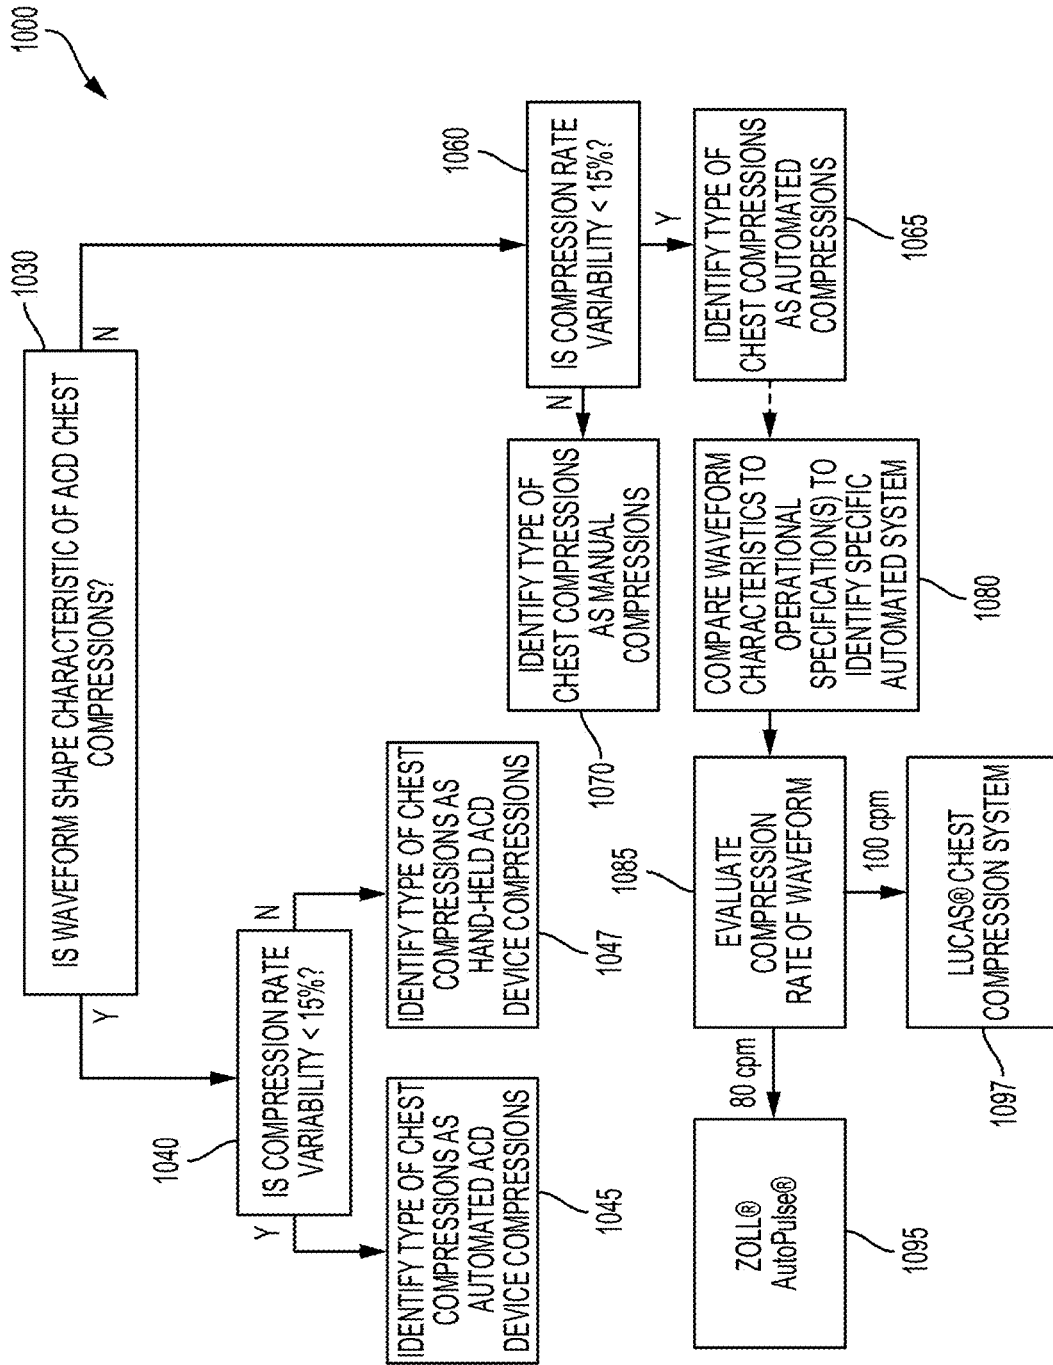 1000
1030
IS WAVEFORM SHAPE CHARACTERISTIC OF ACD CHEST
COMPRESSIONS?
Y
N
1040
IS COMPRESSION RATE
VARIABILITY < 15%?
Y
N
IDENTIFY TYPE OF CHEST
COMPRESSIONS AS
AUTOMATED ACD
DEVICE COMPRESSIONS
1045
IDENTIFY TYPE OF CHEST
COMPRESSIONS AS
HAND-HELD ACD
DEVICE COMPRESSIONS
1047
1060
IS COMPRESSION RATE
VARIABILITY < 15%?
N
Y
IDENTIFY TYPE OF
CHEST COMPRESSIONS
AS MANUAL
COMPRESSIONS
1070
IDENTIFY TYPE OF
CHEST COMPRESSIONS
AS AUTOMATED
COMPRESSIONS
1065
COMPARE WAVEFORM
CHARACTERISTICS TO
OPERATIONAL
SPECIFICATION(S) TO
IDENTIFY SPECIFIC
AUTOMATED SYSTEM
1080
1085
EVALUATE
COMPRESSION
RATE OF WAVEFORM
80 cpm
100 cpm
ZOLL®
AutoPulse®
1095
LUCAS® CHEST
COMPRESSION SYSTEM
1097